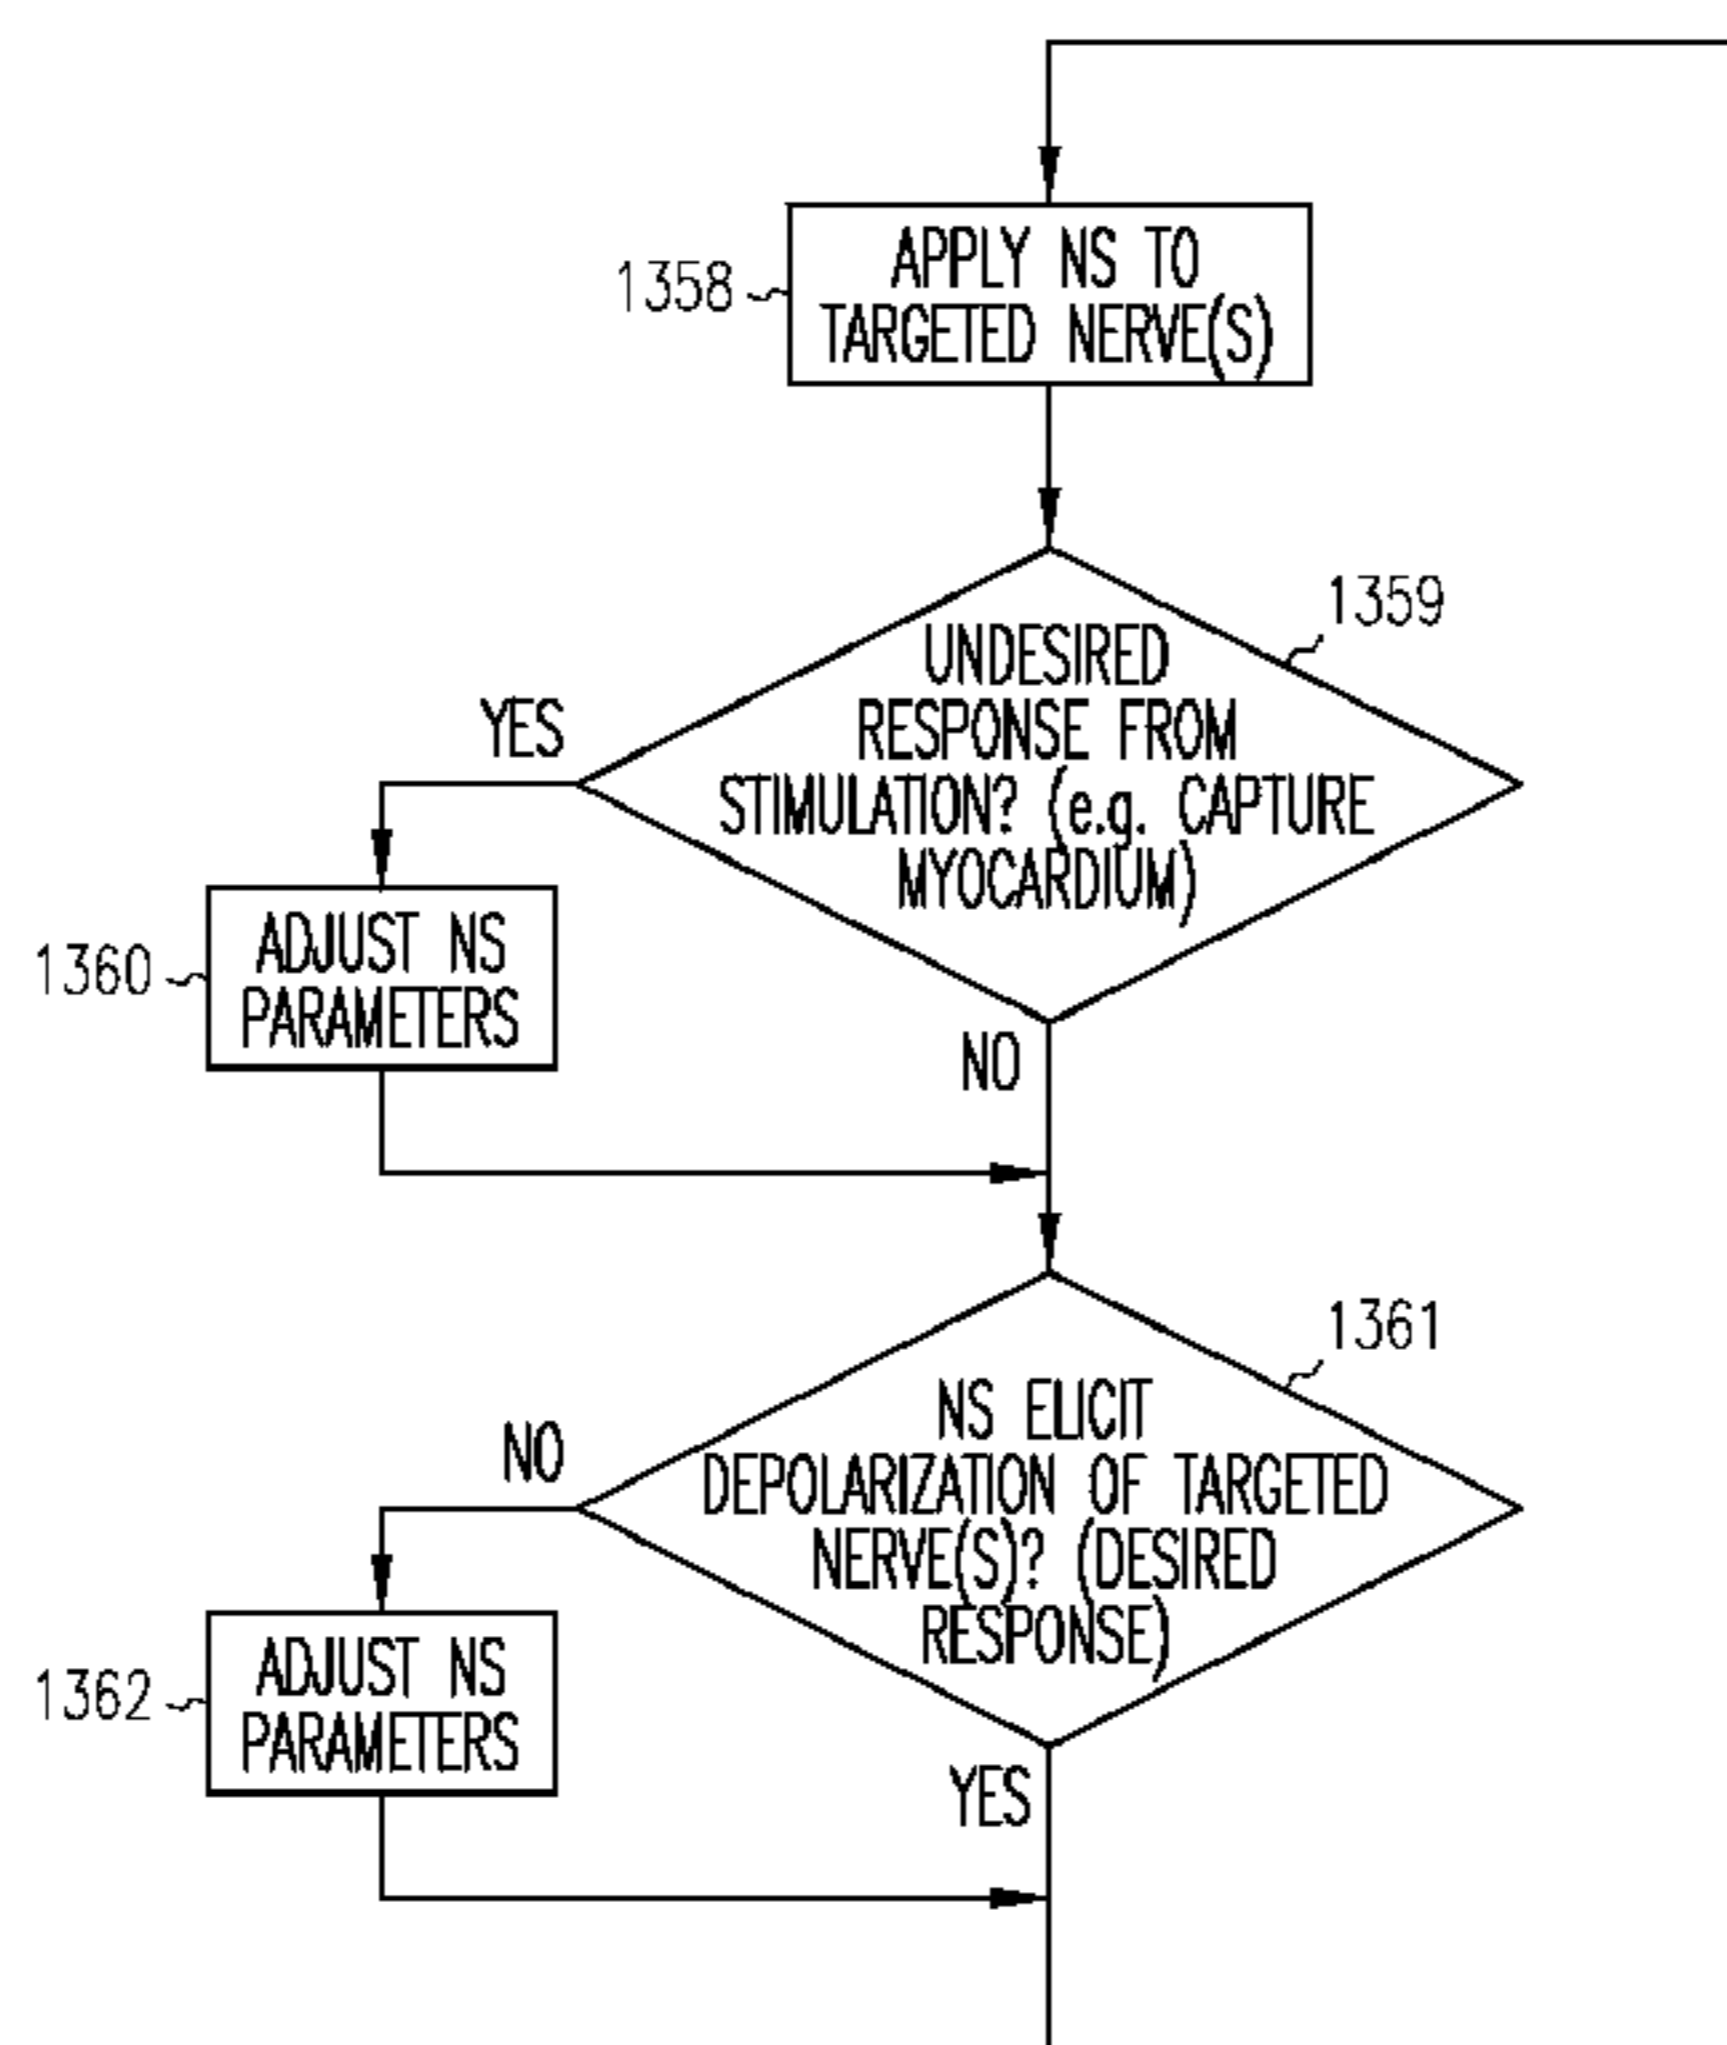 APPLY NS TO
TARGETED NERVE(S)
1358
1359
UNDESIRED
RESPONSE FROM
STIMULATION? (e.g. CAPTURE
MYOCARDIUM)
YES
ADJUST NS
PARAMETERS
1360
NO
1361
NS ELICIT
DEPOLARIZATION OF TARGETED
NERVE(S)? (DESIRED
RESPONSE)
NO
ADJUST NS
PARAMETERS
1362
YES